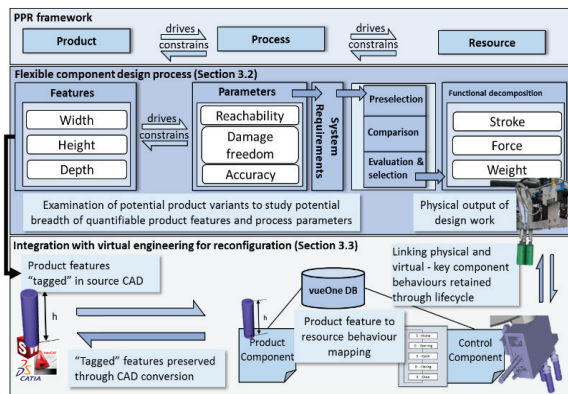 PPR framework
Product
drives
constrains
Process
drives
constrains
Resource
Flexible component design process (Section 3.2)
Features
Width
Height
Depth
drives
constrains
Parameters
Reachability
Damage
freedom
Accuracy
System
Requirements
Preselection
Comparison
Evaluation &
selection
Functional decomposition
Stroke
Force
Weight
Examination of potential product variants to study potential
breadth of quantifiable product features and process parameters
Physical output of
design work
Integration with virtual engineering for reconfiguration (Section 3.3)
Product features
"tagged" in source CAD
h
CATIA
"Tagged" features preserved
through CAD conversion
h
Product
Component
vueOne DB
Product feature to
resource behaviour
mapping
Control
Component
Linking physical and
virtual - key component
behaviours retained
through lifecycle